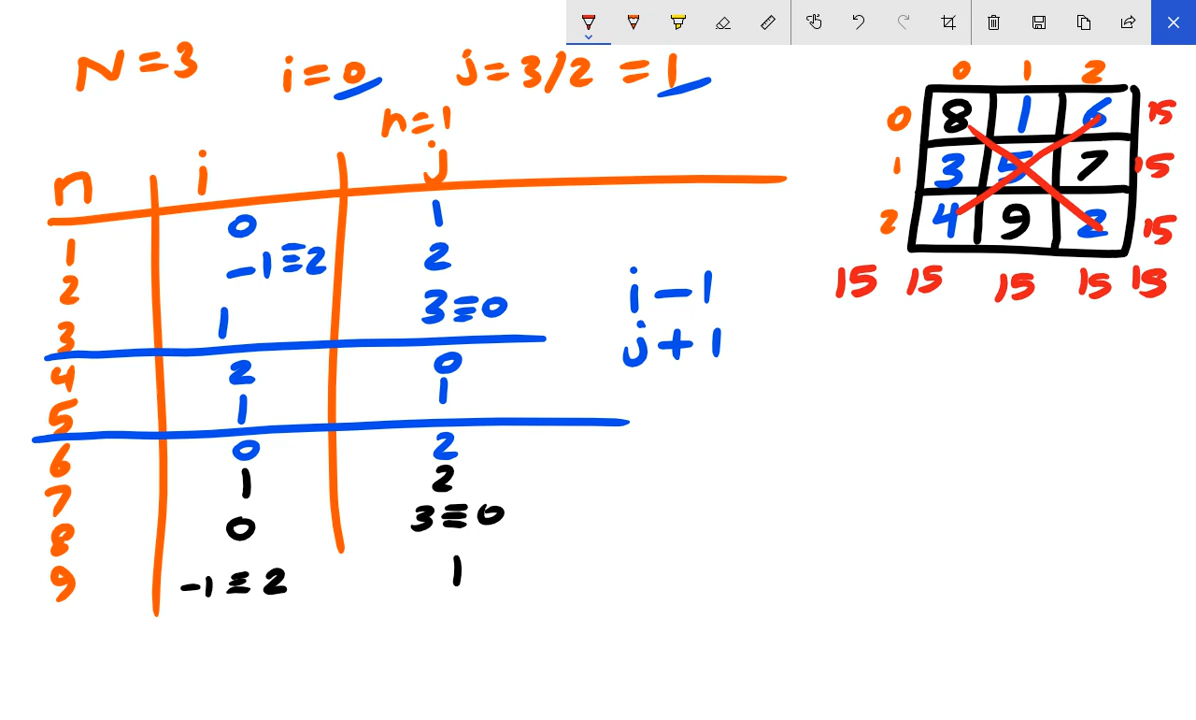 N = 3 i = 0 j = 3/2 = 1
n = 1
n i j
1 0 1
2 -1 ≡ 2 2
3 1 3 ≡ 0
4 2 0
5 1 1
6 0 2
7 1 2
8 0 3 ≡ 0
9 -1 ≡ 2 1
i - 1
j + 1
0 1 2
0 8 1 6 15
1 3 5 7 15
2 4 9 2 15
15 15 15 15 15